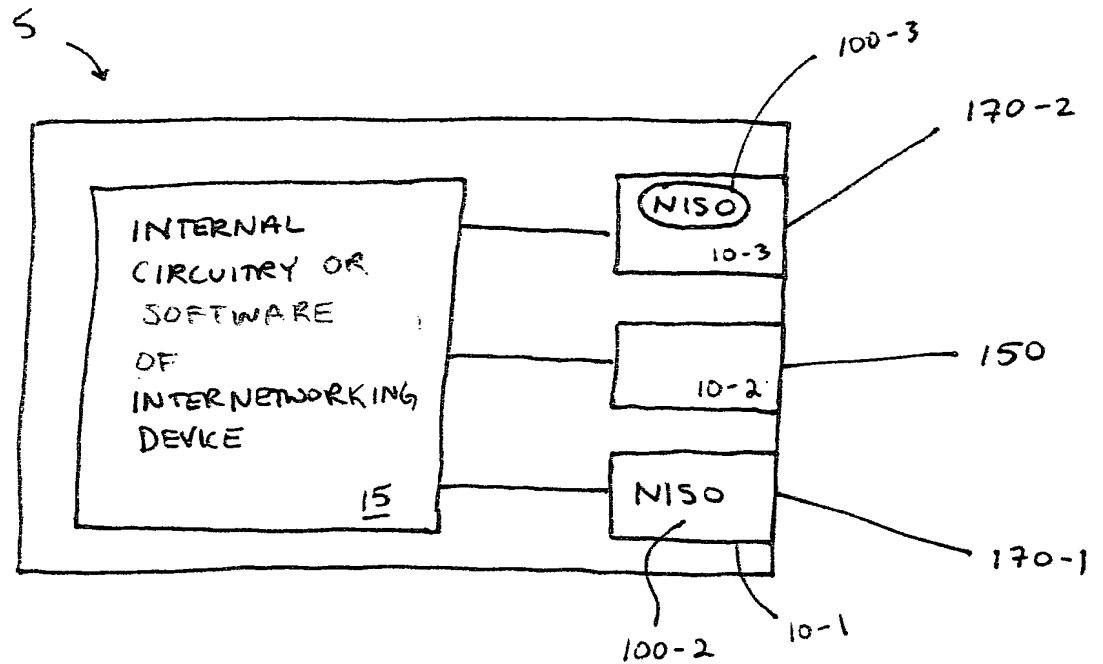 5
100-3
170-2
NISO
10-3
INTERNAL
CIRCUITRY OR
SOFTWARE
OF
INTERNETWORKING
DEVICE
15
150
10-2
NISO
170-1
10-1
100-2